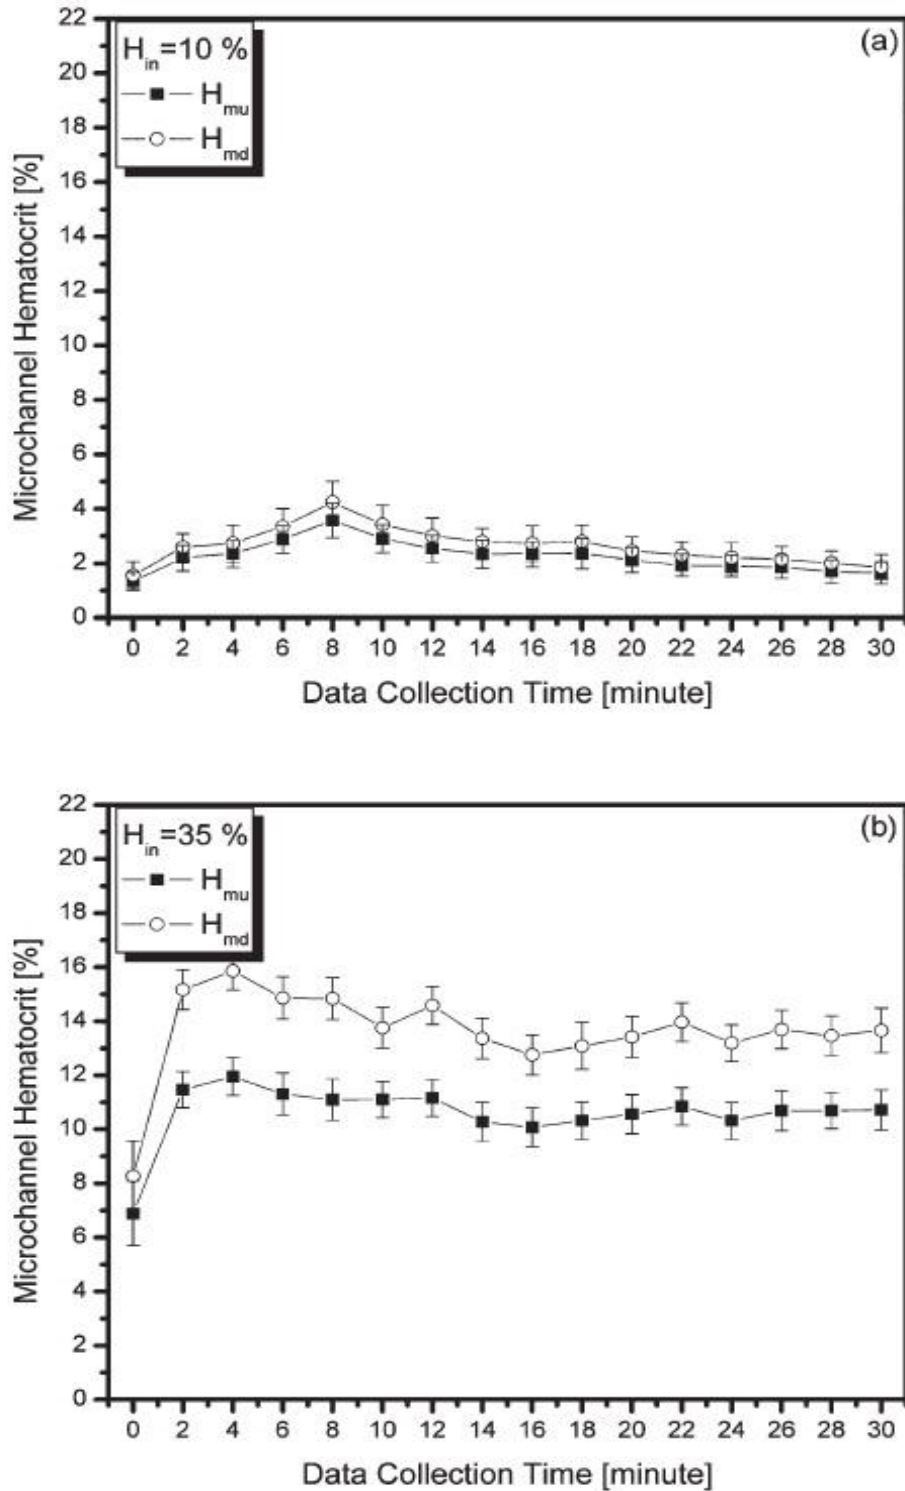 (a)
H_in=10 %
H_mu
H_md
22
20
18
16
14
12
10
8
6
4
2
0
Microchannel Hematocrit [%]
0 2 4 6 8 10 12 14 16 18 20 22 24 26 28 30
Data Collection Time [minute]
(b)
H_in=35 %
H_mu
H_md
22
20
18
16
14
12
10
8
6
4
2
0
Microchannel Hematocrit [%]
0 2 4 6 8 10 12 14 16 18 20 22 24 26 28 30
Data Collection Time [minute]